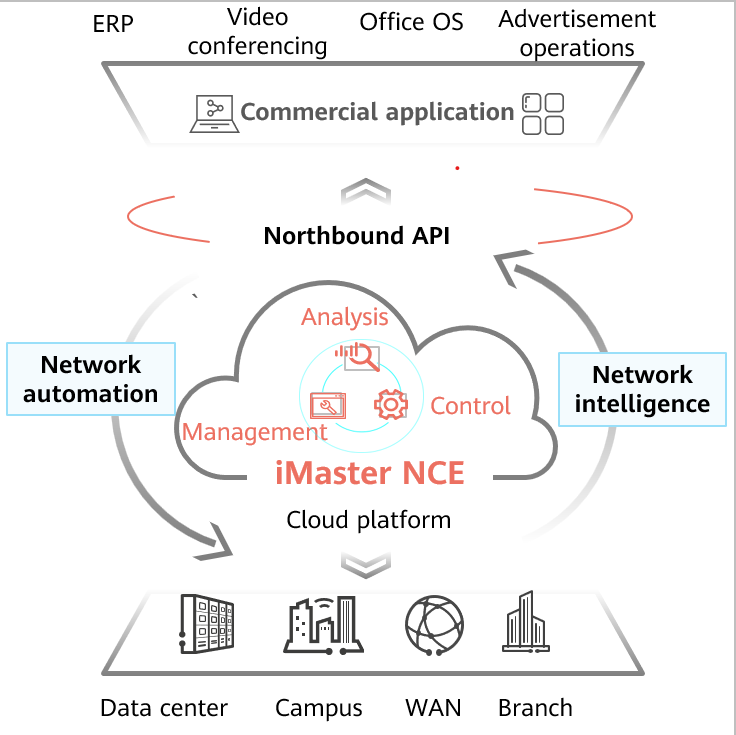 ERP
Video
conferencing
Office OS
Advertisement
operations
Commercial application
Northbound API
Analysis
Network
automation
Network
intelligence
Control
Management
iMaster NCE
Cloud platform
Data center
Campus
WAN
Branch